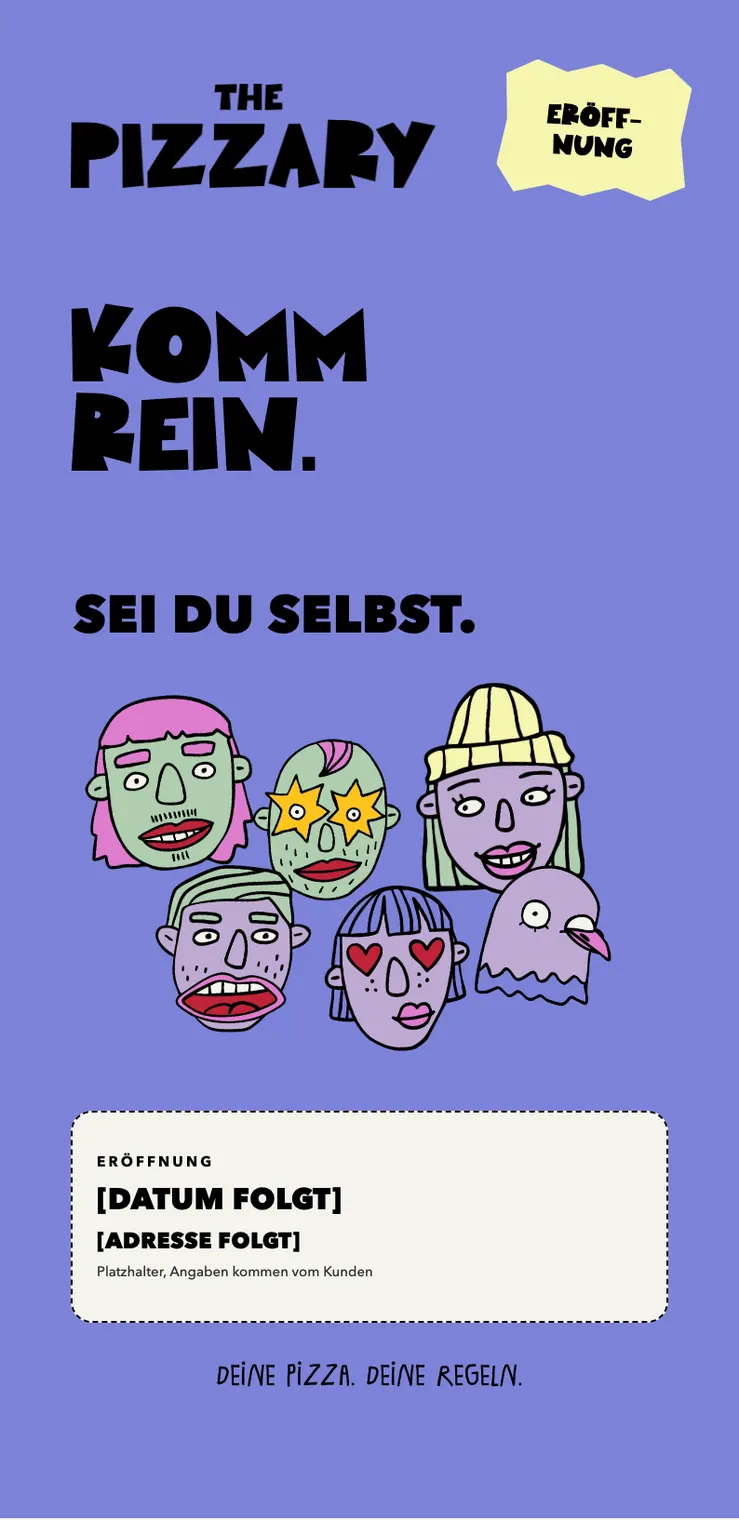 THE
PIZZARY
ERÖFF-
NUNG
KOMM
REIN.
SEI DU SELBST.
ERÖFFNUNG
[DATUM FOLGT]
[ADRESSE FOLGT]
Platzhalter, Angaben kommen vom Kunden
DEINE PIZZA. DEINE REGELN.